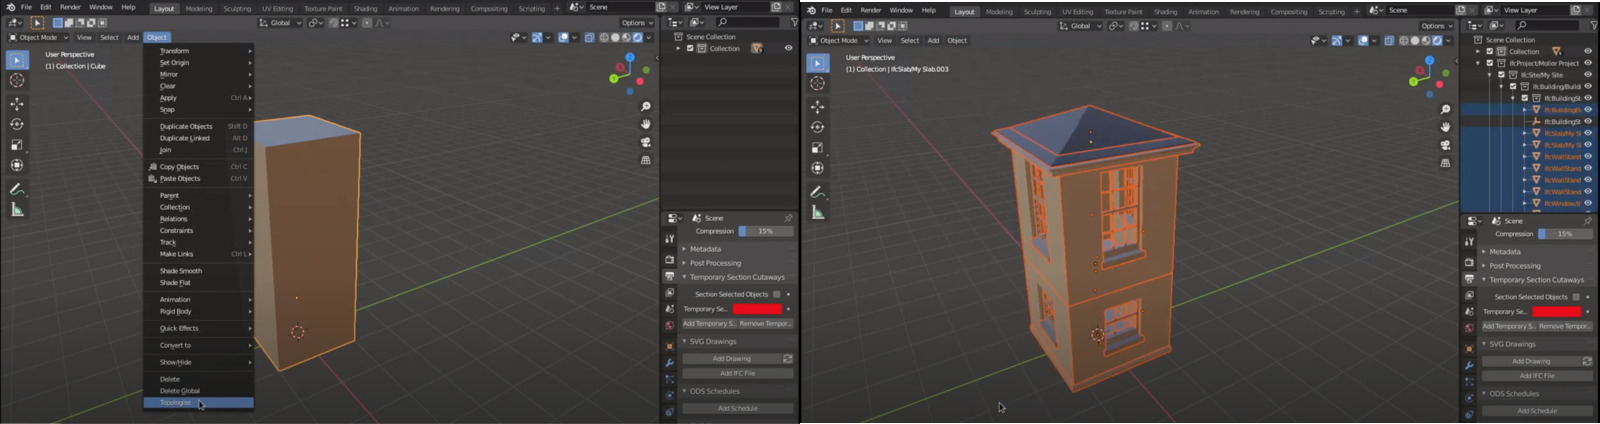 File Edit Render Window Help Layout Modeling Sculpting UV Editing Texture Paint Shading Animation Rendering Compositing Scripting Scene View Layer
Global Options
Object Mode View Select Add Object
User Perspective
(1) Collection | Cube
Transform
Set Origin
Mirror
Clear
Apply Ctrl A
Snap
Duplicate Objects Shift D
Duplicate Linked Alt D
Join Ctrl J
Copy Objects Ctrl C
Paste Objects Ctrl V
Parent
Collection
Relations
Constraints
Track
Make Links Ctrl L
Shade Smooth
Shade Flat
Animation
Rigid Body
Quick Effects
Convert to
Show/Hide
Delete
Delete Global
Topologise
Scene Collection
Collection
Scene
Compression 15%
Metadata
Post Processing
Temporary Section Cutaways
Section Selected Objects
Temporary Se...
Add Temporary S... Remove Tempor...
SVG Drawings
Add Drawing
Add IFC File
ODS Schedules
Add Schedule
File Edit Render Window Help Layout Modeling Sculpting UV Editing Texture Paint Shading Animation Rendering Compositing Scripting Scene View Layer
Global Options
Object Mode View Select Add Object
User Perspective
(1) Collection | IfcSlab/My Slab.003
Scene Collection
Collection
IfcProject/Molior Project
IfcSite/My Site
IfcBuilding/Build
IfcBuildingSt
IfcBuildingE
IfcBuildingSt
IfcSlab/My Sl
IfcSlab/My Sl
IfcWallStand
IfcWallStand
IfcWallStand
IfcWallStand
IfcWindow/
Scene
Compression 15%
Metadata
Post Processing
Temporary Section Cutaways
Section Selected Objects
Temporary Se...
Add Temporary S... Remove Tempor...
SVG Drawings
Add Drawing
Add IFC File
ODS Schedules
Add Schedule